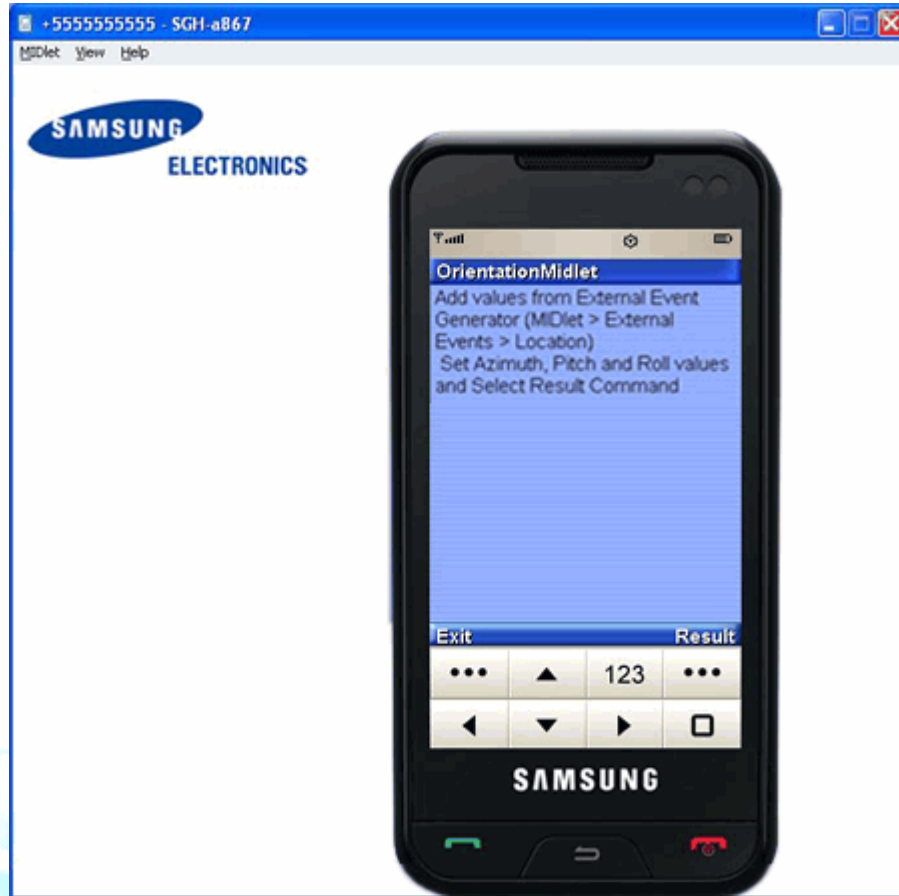 +5555555555 - SGH-a867
MIDlet View Help
SAMSUNG
ELECTRONICS
OrientationMidlet
Add values from External Event
Generator (MIDlet > External
Events > Location)
Set Azimuth, Pitch and Roll values
and Select Result Command
Exit Result
123
SAMSUNG